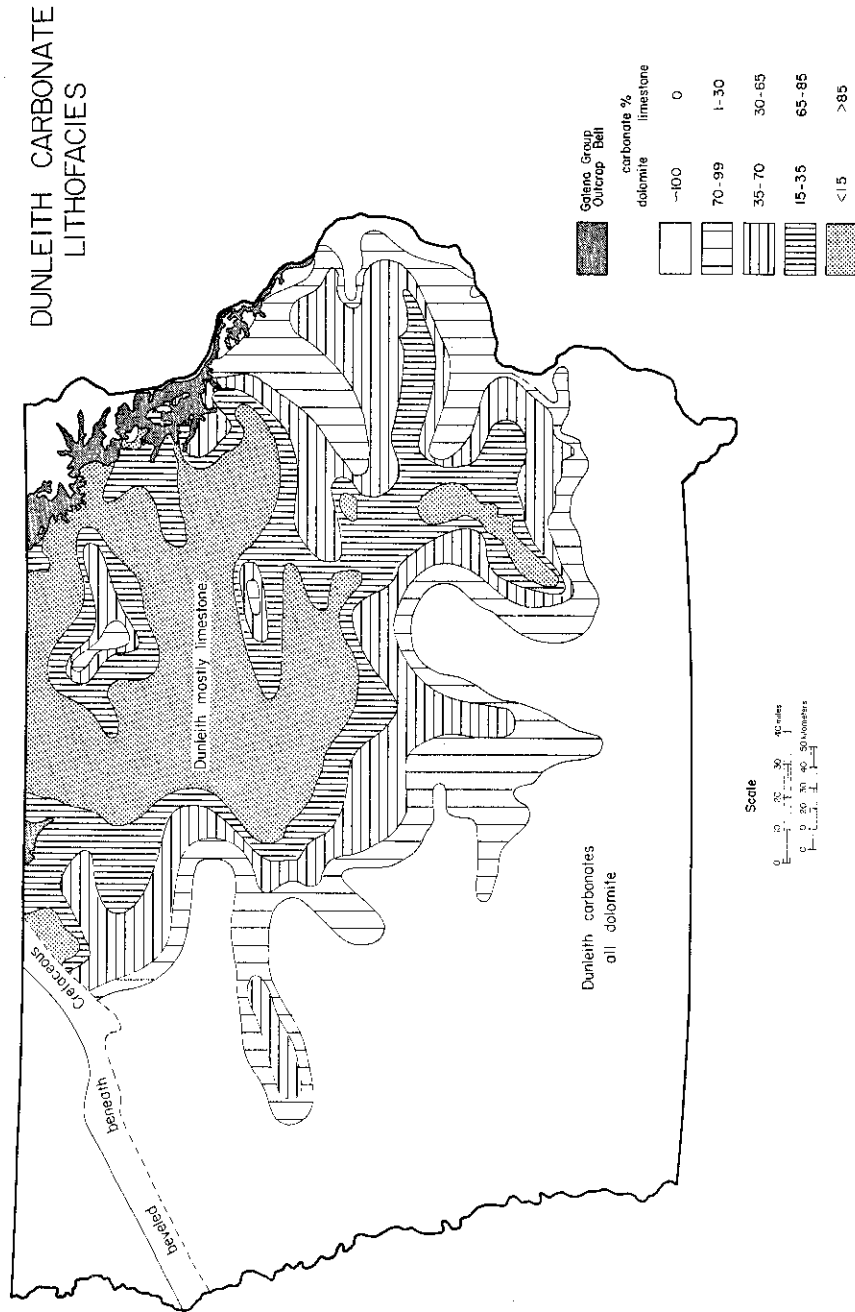 DUNLEITH CARBONATE
LITHOFACIES
Galena Group
Outcrop Belt
carbonate %
dolomite limestone
~100 0
70-99 1-30
35-70 30-65
15-35 65-85
<15 >85
Cretaceous
beneath
beveled
Dunleith mostly limestone
Dunleith carbonates
all dolomite
Scale
0 10 20 30 40 miles
0 10 20 30 40 50 kilometers